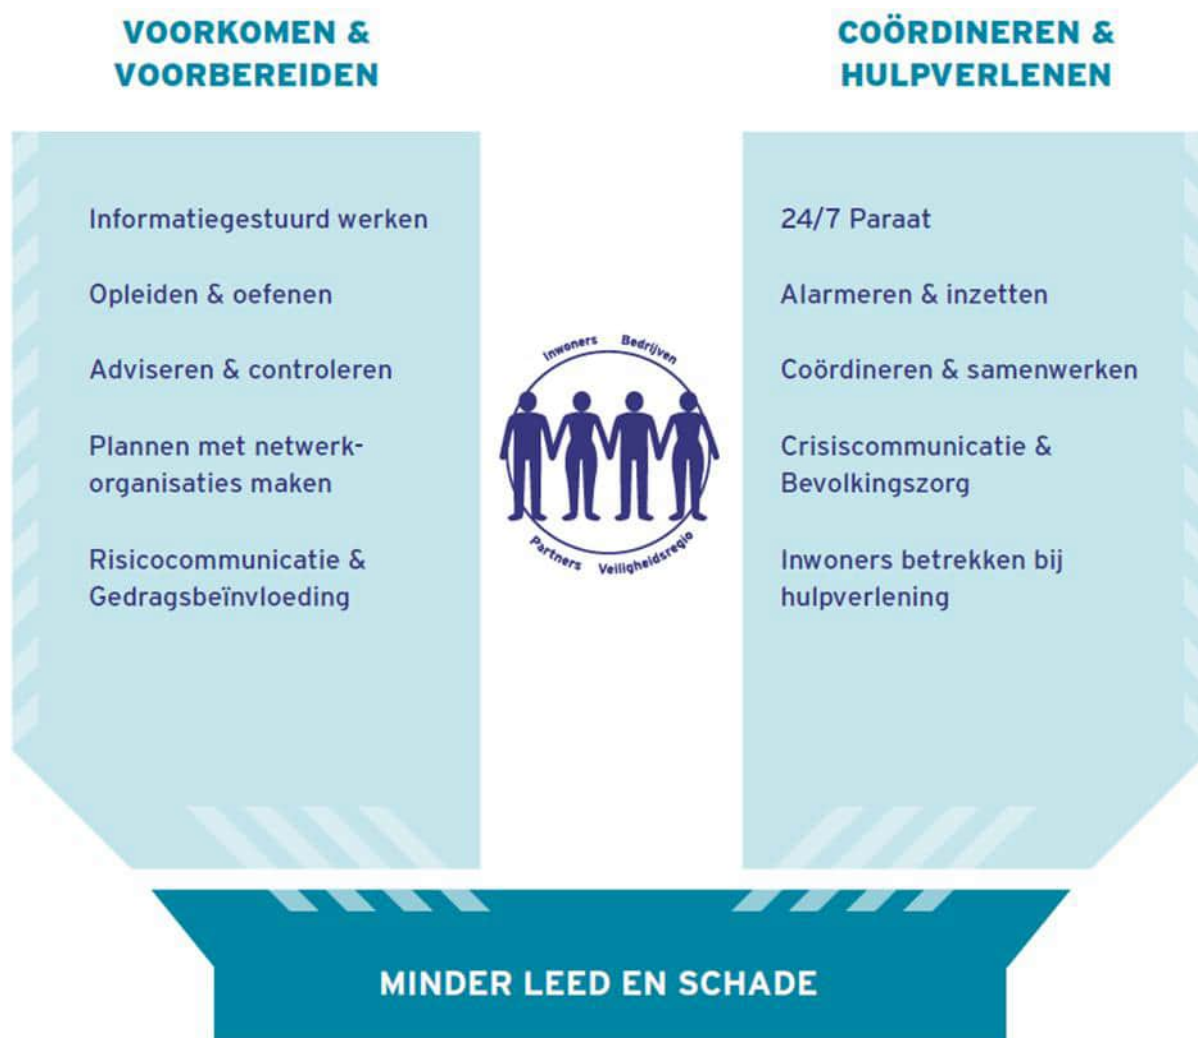 VOORKOMEN &
VOORBEREIDEN
Informatiegestuurd werken
Opleiden & oefenen
Adviseren & controleren
Plannen met netwerk-
organisaties maken
Risicocommunicatie &
Gedragsbeïnvloeding
Inwoners Bedrijven
Partners Veiligheidsregio
COÖRDINEREN &
HULPVERLENEN
24/7 Paraat
Alarmeren & inzetten
Coördineren & samenwerken
Crisiscommunicatie &
Bevolkingszorg
Inwoners betrekken bij
hulpverlening
MINDER LEED EN SCHADE